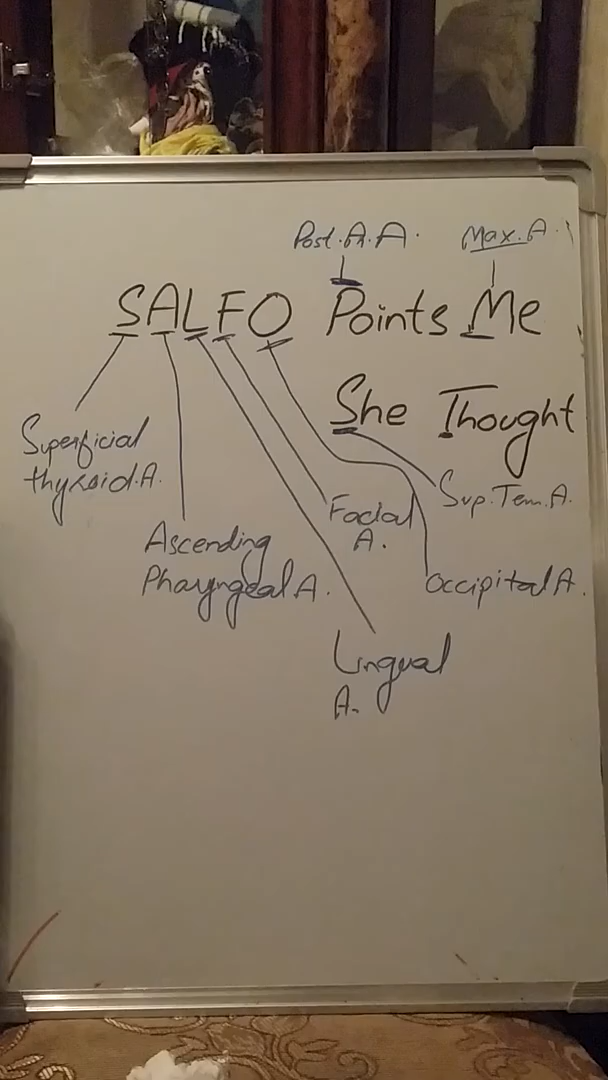 Post. A. A.
Max. A.
SALFO Points Me
She Thought
Superficial
thyroid. A.
Sup. Tem. A.
Facial
A.
Ascending
Pharyngeal A.
Occipital A.
Lingual
A.